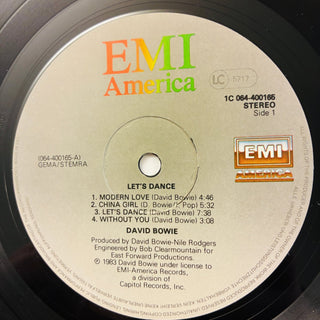 EMI
America
LC 5717
1C 064-400165
STEREO
Side 1
(064-400165-A)
GEMA/STEMRA
EMI
AMERICA
LET'S DANCE
1. MODERN LOVE (David Bowie) 4:46
2. CHINA GIRL (D. Bowie/I. Pop) 5:32
3. LET'S DANCE (David Bowie) 7:38
4. WITHOUT YOU (David Bowie) 3:08
DAVID BOWIE
Produced by David Bowie-Nile Rodgers
Engineered by Bob Clearmountain for
East Forward Productions.
℗ 1983 David Bowie under license to
EMI-America Records,
a division of
Capitol Records, Inc.